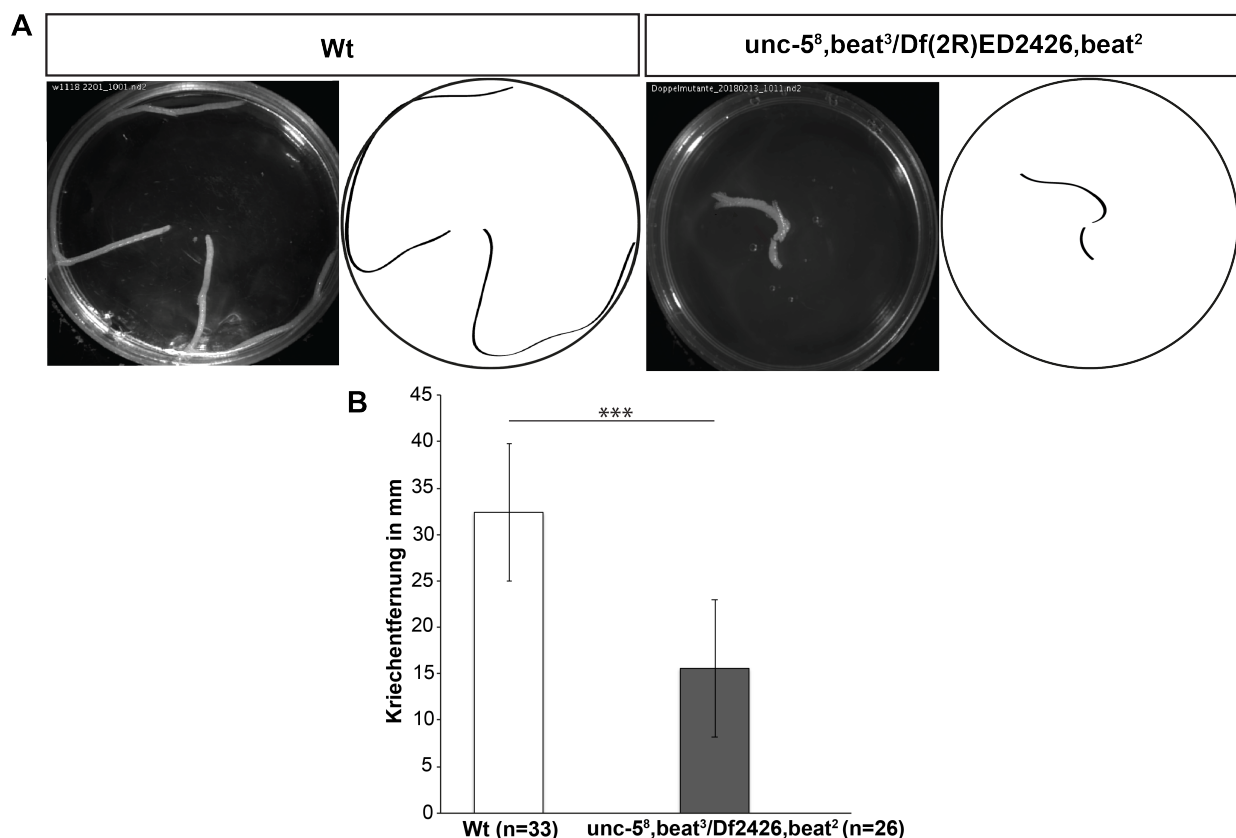 A
Wt
unc-5⁸,beat³/Df(2R)ED2426,beat²
w1118 2201_1001.nd2
Doppelmutante_20180213_1011.nd2
B
***
Kriechentfernung in mm
45
40
35
30
25
20
15
10
5
0
Wt (n=33)
unc-5⁸,beat³/Df2426,beat² (n=26)